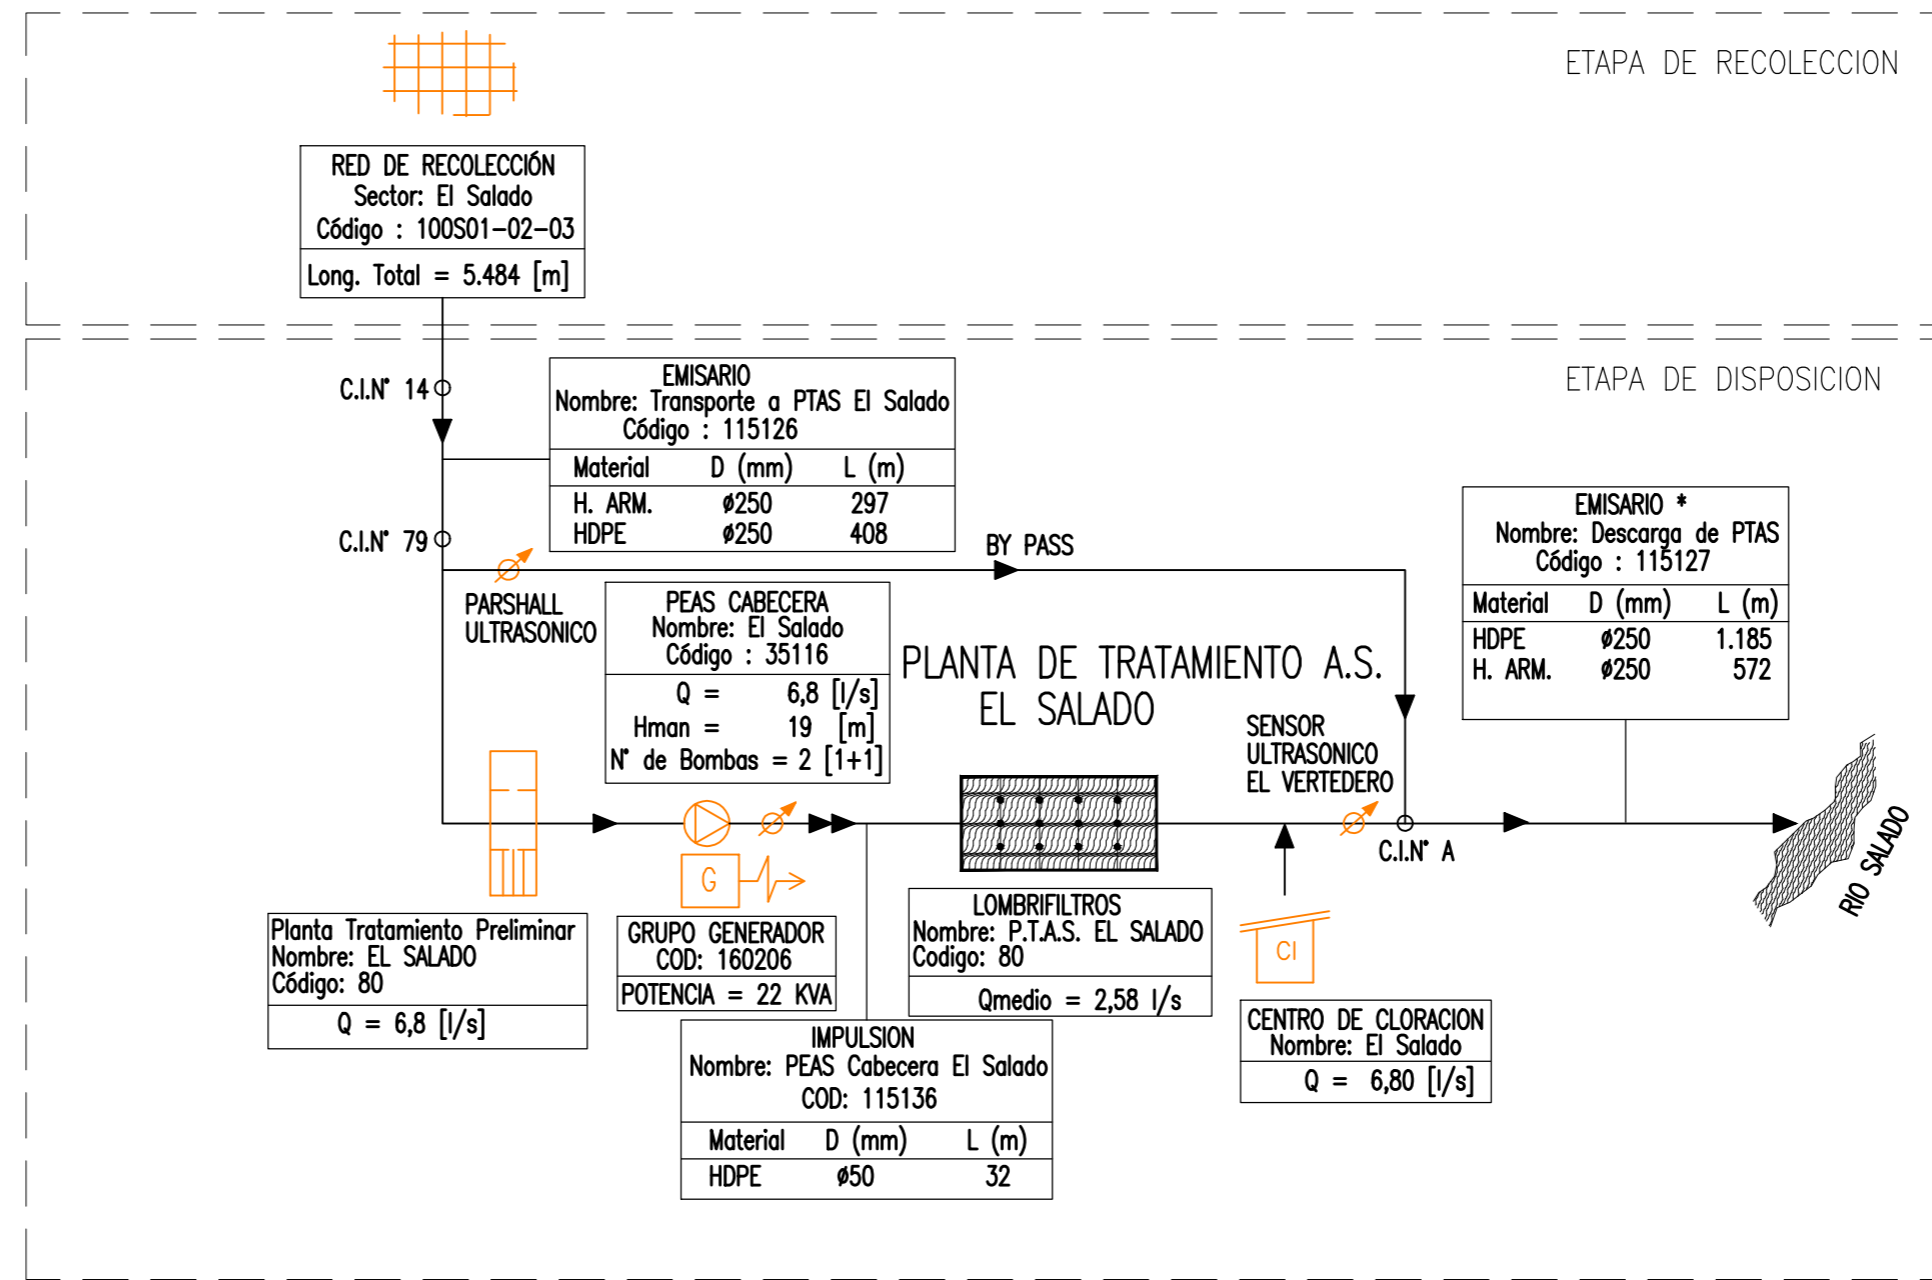 ETAPA DE RECOLECCION
RED DE RECOLECCIÓN
Sector: El Salado
Código : 100S01-02-03
Long. Total = 5.484 [m]
ETAPA DE DISPOSICION
C.I.N° 14
EMISARIO
Nombre: Transporte a PTAS El Salado
Código : 115126
Material D (mm) L (m)
H. ARM. ø250 297
HDPE ø250 408
C.I.N° 79
BY PASS
PARSHALL
ULTRASONICO
PEAS CABECERA
Nombre: El Salado
Código : 35116
Q = 6,8 [l/s]
Hman = 19 [m]
N° de Bombas = 2 [1+1]
PLANTA DE TRATAMIENTO A.S.
EL SALADO
EMISARIO *
Nombre: Descarga de PTAS
Código : 115127
Material D (mm) L (m)
HDPE ø250 1.185
H. ARM. ø250 572
SENSOR
ULTRASONICO
EL VERTEDERO
C.I.N° A
RIO SALADO
G
Planta Tratamiento Preliminar
Nombre: EL SALADO
Código: 80
Q = 6,8 [l/s]
GRUPO GENERADOR
COD: 160206
POTENCIA = 22 KVA
LOMBRIFILTROS
Nombre: P.T.A.S. EL SALADO
Codigo: 80
Qmedio = 2,58 l/s
Cl
CENTRO DE CLORACION
Nombre: El Salado
Q = 6,80 [l/s]
IMPULSION
Nombre: PEAS Cabecera El Salado
COD: 115136
Material D (mm) L (m)
HDPE ø50 32